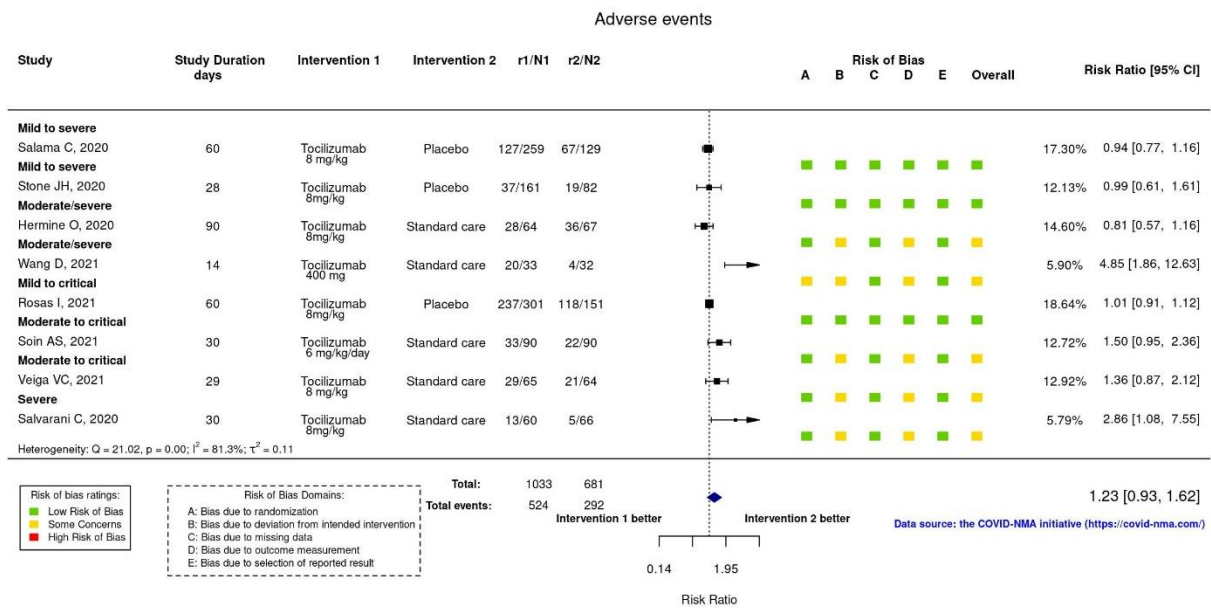 Adverse events
Study Study Duration days Intervention 1 Intervention 2 r1/N1 r2/N2 Risk of Bias A B C D E Overall Risk Ratio [95% CI]
Mild to severe
Salama C, 2020 60 Tocilizumab 8 mg/kg Placebo 127/259 67/129 17.30% 0.94 [0.77, 1.16]
Mild to severe
Stone JH, 2020 28 Tocilizumab 8mg/kg Placebo 37/161 19/82 12.13% 0.99 [0.61, 1.61]
Moderate/severe
Hermine O, 2020 90 Tocilizumab 8mg/kg Standard care 28/64 36/67 14.60% 0.81 [0.57, 1.16]
Moderate/severe
Wang D, 2021 14 Tocilizumab 400 mg Standard care 20/33 4/32 5.90% 4.85 [1.86, 12.63]
Mild to critical
Rosas I, 2021 60 Tocilizumab 8mg/kg Placebo 237/301 118/151 18.64% 1.01 [0.91, 1.12]
Moderate to critical
Soin AS, 2021 30 Tocilizumab 6 mg/kg/day Standard care 33/90 22/90 12.72% 1.50 [0.95, 2.36]
Moderate to critical
Veiga VC, 2021 29 Tocilizumab 8 mg/kg Standard care 29/65 21/64 12.92% 1.36 [0.87, 2.12]
Severe
Salvarani C, 2020 30 Tocilizumab 8mg/kg Standard care 13/60 5/66 5.79% 2.86 [1.08, 7.55]
Heterogeneity: Q = 21.02, p = 0.00; I² = 81.3%; τ² = 0.11
Risk of bias ratings:
Low Risk of Bias
Some Concerns
High Risk of Bias
Risk of Bias Domains:
A: Bias due to randomization
B: Bias due to deviation from intended intervention
C: Bias due to missing data
D: Bias due to outcome measurement
E: Bias due to selection of reported result
Total: 1033 681
Total events: 524 292
1.23 [0.93, 1.62]
Intervention 1 better Intervention 2 better
Data source: the COVID-NMA initiative (https://covid-nma.com/)
0.14 1.95
Risk Ratio